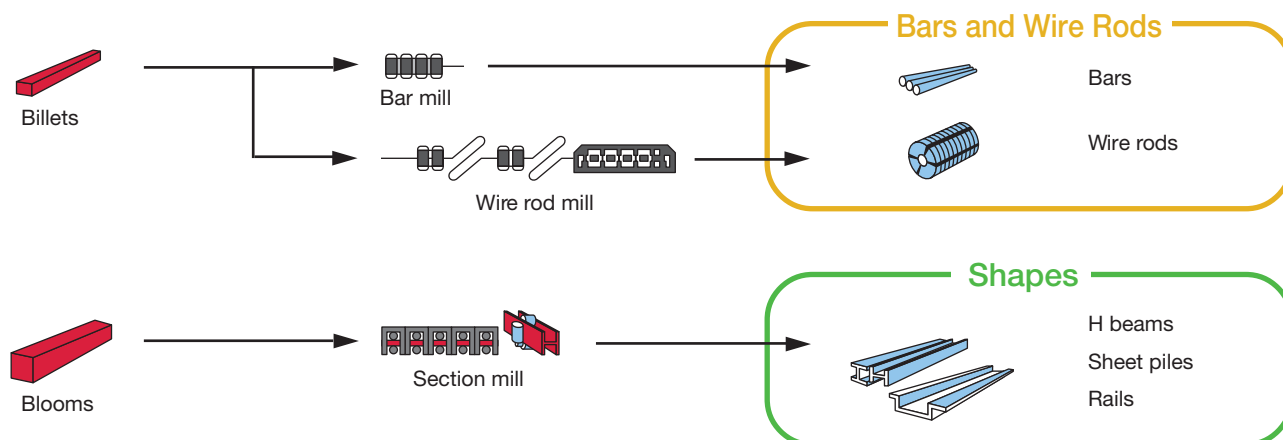 Bars and Wire Rods
Billets
Bar mill
Bars
Wire rod mill
Wire rods
Shapes
Blooms
Section mill
H beams
Sheet piles
Rails